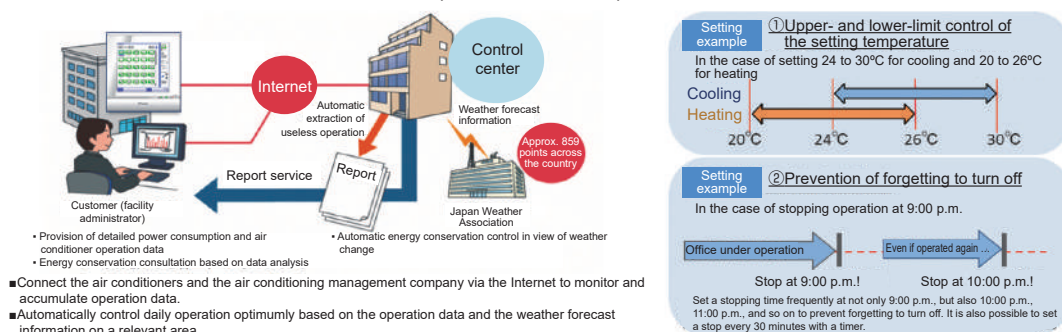 Control
center
Internet
Automatic
extraction of
useless operation
Weather forecast
information
Approx. 859
points across
the country
Report
Report service
Customer (facility
administrator)
Japan Weather
Association
• Provision of detailed power consumption and air
conditioner operation data
• Energy conservation consultation based on data analysis
• Automatic energy conservation control in view of weather
change
■Connect the air conditioners and the air conditioning management company via the Internet to monitor and
accumulate operation data.
■Automatically control daily operation optimumly based on the operation data and the weather forecast
information on a relevant area.
Setting
example
①Upper- and lower-limit control of
the setting temperature
In the case of setting 24 to 30ºC for cooling and 20 to 26ºC
for heating
Cooling
Heating
20℃ 24℃ 26℃ 30℃
Setting
example
②Prevention of forgetting to turn off
In the case of stopping operation at 9:00 p.m.
Office under operation
Even if operated again ...
Stop at 9:00 p.m.!
Stop at 10:00 p.m.!
Set a stopping time frequently at not only 9:00 p.m., but also 10:00 p.m.,
11:00 p.m., and so on to prevent forgetting to turn off. It is also possible to set
a stop every 30 minutes with a timer.